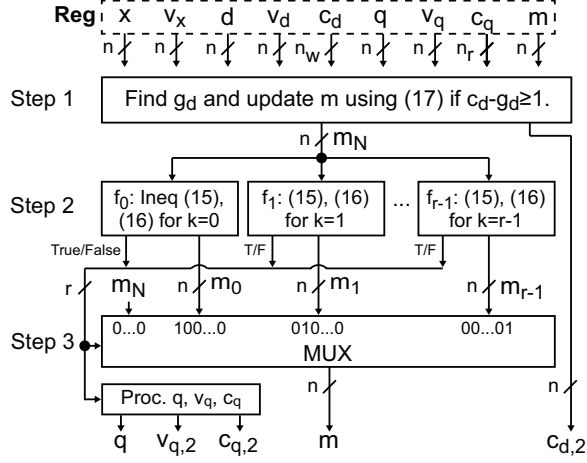 Reg x v_x d v_d c_d q v_q c_q m
n n n n n_w n n n_r n
Step 1 Find g_d and update m using (17) if c_d-g_d≥1.
n m_N
Step 2 f_0: Ineq (15), (16) for k=0 f_1: (15), (16) for k=1 ... f_{r-1}: (15), (16) for k=r-1
True/False T/F T/F
r m_N n m_0 n m_1 n m_{r-1}
Step 3 0...0 100...0 010...0 00...01
MUX
n n
Proc. q, v_q, c_q
q v_{q,2} c_{q,2} m c_{d,2}